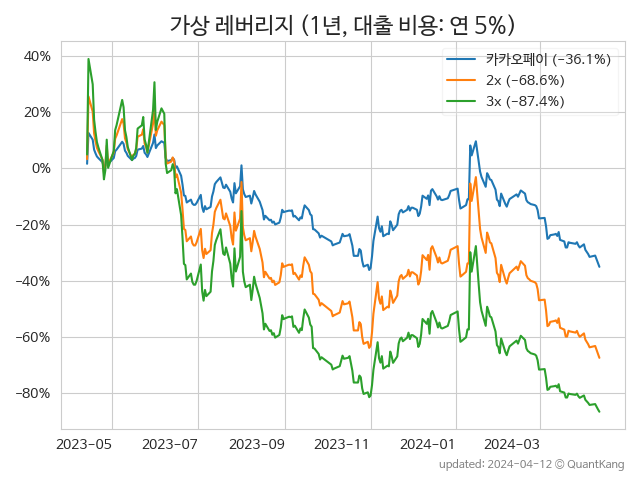 가상 레버리지 (1년, 대출 비용: 연 5%)
카카오페이 (−36.1%)
2x (−68.6%)
3x (−87.4%)
40%
20%
0%
−20%
−40%
−60%
−80%
2023-05
2023-07
2023-09
2023-11
2024-01
2024-03
updated: 2024-04-12 © QuantKang